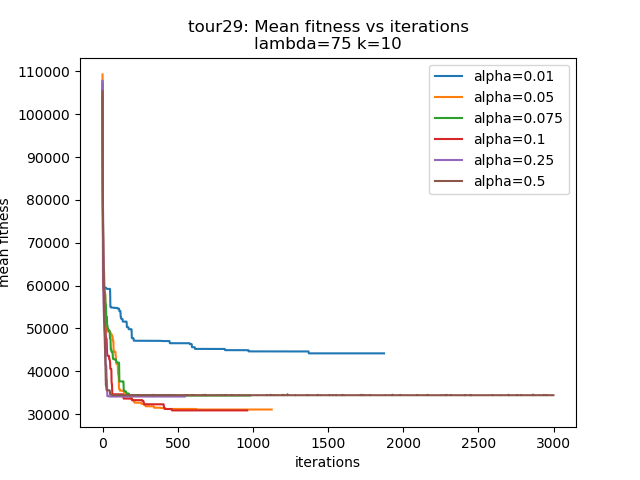 tour29: Mean fitness vs iterations
lambda=75 k=10
110000
100000
90000
80000
70000
60000
50000
40000
30000
mean fitness
alpha=0.01
alpha=0.05
alpha=0.075
alpha=0.1
alpha=0.25
alpha=0.5
0
500
1000
1500
2000
2500
3000
iterations